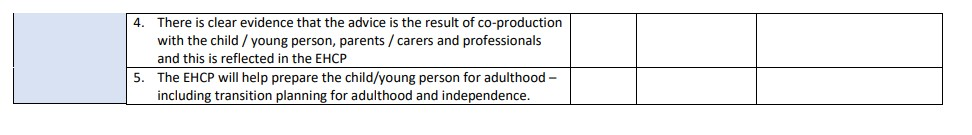 4. There is clear evidence that the advice is the result of co-production
with the child / young person, parents / carers and professionals
and this is reflected in the EHCP
5. The EHCP will help prepare the child/young person for adulthood –
including transition planning for adulthood and independence.